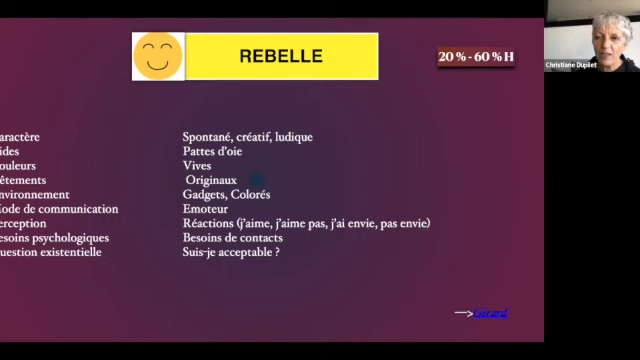 REBELLE
20 % - 60 % H
Christiane Duplet
aractère Spontané, créatif, ludique
ides Pattes d'oie
ouleurs Vives
êtements Originaux
nvironnement Gadgets, Colorés
Mode de communication Emoteur
erception Réactions (j'aime, j'aime pas, j'ai envie, pas envie)
esoins psychologiques Besoins de contacts
uestion existentielle Suis-je acceptable ?
—>Gérard